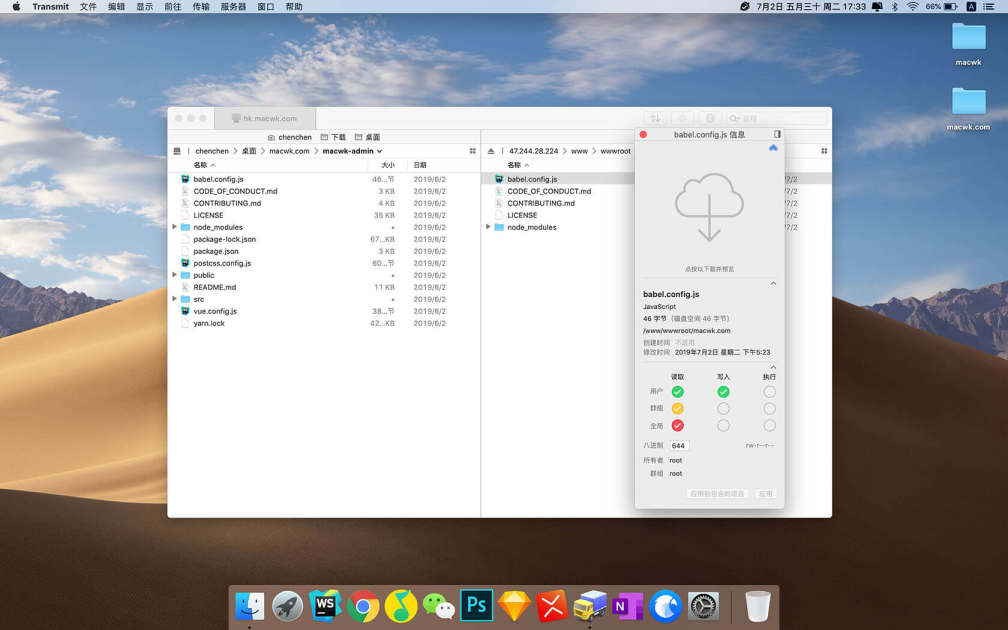 Transmit 文件 编辑 显示 前往 传输 服务器 窗口 帮助 7月2日 五月三十 周二 17:33 66% A
macwk
macwk.com
hk.macwk.com
chenchen 下载 桌面
chenchen 桌面 macwk.com macwk-admin
名称 大小 日期
babel.config.js 46...节 2019/6/2
CODE_OF_CONDUCT.md 3 KB 2019/6/2
CONTRIBUTING.md 4 KB 2019/6/2
LICENSE 35 KB 2019/6/2
node_modules 2019/6/2
package-lock.json 67...KB 2019/6/2
package.json 3 KB 2019/6/2
postcss.config.js 60...节 2019/6/2
public 2019/6/2
README.md 11 KB 2019/6/2
src 2019/6/2
vue.config.js 38...节 2019/6/2
yarn.lock 42...KB 2019/6/2
47.244.28.224 www wwwroot
名称
babel.config.js 7/2
CODE_OF_CONDUCT.md 7/2
CONTRIBUTING.md 7/2
LICENSE 7/2
node_modules 7/2
babel.config.js 信息
点按以下载并预览
babel.config.js
JavaScript
46 字节（磁盘空间 46 字节）
/www/wwwroot/macwk.com
创建时间 不适用
修改时间 2019年7月2日 星期二 下午5:23
读取 写入 执行
用户
群组
全局
八进制 644 rw-r--r--
所有者 root
群组 root
应用到包含的项目 应用
WS
Ps
N